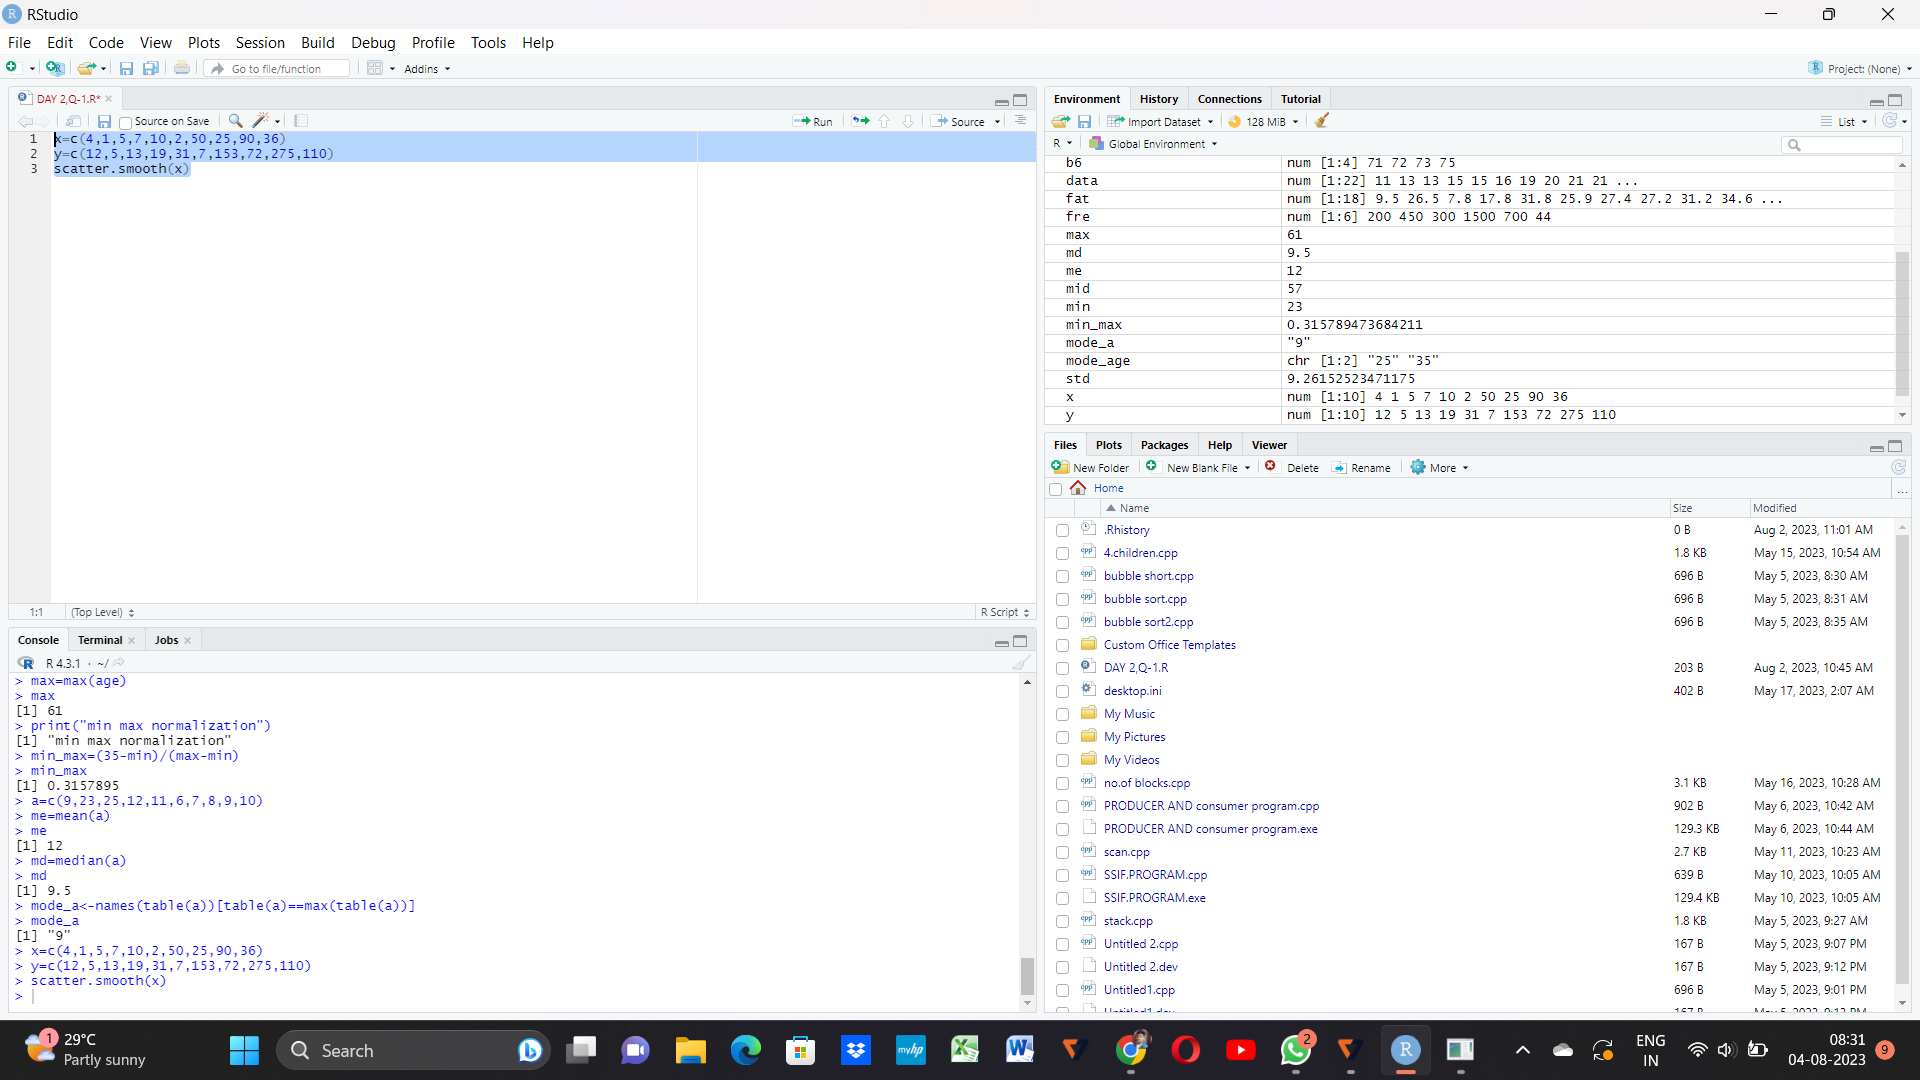 RStudio
File Edit Code View Plots Session Build Debug Profile Tools Help
Go to file/function Addins Project: (None)
DAY 2,Q-1.R*
Source on Save Run Source
1 x=c(4,1,5,7,10,2,50,25,90,36)
2 y=c(12,5,13,19,31,7,153,72,275,110)
3 scatter.smooth(x)
1:1 (Top Level) R Script
Console Terminal Jobs
R 4.3.1 · ~/
> max=max(age)
> max
[1] 61
> print("min max normalization")
[1] "min max normalization"
> min_max=(35-min)/(max-min)
> min_max
[1] 0.3157895
> a=c(9,23,25,12,11,6,7,8,9,10)
> me=mean(a)
> me
[1] 12
> md=median(a)
> md
[1] 9.5
> mode_a<-names(table(a))[table(a)==max(table(a))]
> mode_a
[1] "9"
> x=c(4,1,5,7,10,2,50,25,90,36)
> y=c(12,5,13,19,31,7,153,72,275,110)
> scatter.smooth(x)
>
Environment History Connections Tutorial
Import Dataset 128 MiB List
R Global Environment
b6 num [1:4] 71 72 73 75
data num [1:22] 11 13 13 15 15 16 19 20 21 21 ...
fat num [1:18] 9.5 26.5 7.8 17.8 31.8 25.9 27.4 27.2 31.2 34.6 ...
fre num [1:6] 200 450 300 1500 700 44
max 61
md 9.5
me 12
mid 57
min 23
min_max 0.315789473684211
mode_a "9"
mode_age chr [1:2] "25" "35"
std 9.26152523471175
x num [1:10] 4 1 5 7 10 2 50 25 90 36
y num [1:10] 12 5 13 19 31 7 153 72 275 110
Files Plots Packages Help Viewer
New Folder New Blank File Delete Rename More
Home ...
Name Size Modified
.Rhistory 0 B Aug 2, 2023, 11:01 AM
4.children.cpp 1.8 KB May 15, 2023, 10:54 AM
bubble short.cpp 696 B May 5, 2023, 8:30 AM
bubble sort.cpp 696 B May 5, 2023, 8:31 AM
bubble sort2.cpp 696 B May 5, 2023, 8:35 AM
Custom Office Templates
DAY 2,Q-1.R 203 B Aug 2, 2023, 10:45 AM
desktop.ini 402 B May 17, 2023, 2:07 AM
My Music
My Pictures
My Videos
no.of blocks.cpp 3.1 KB May 16, 2023, 10:28 AM
PRODUCER AND consumer program.cpp 902 B May 6, 2023, 10:42 AM
PRODUCER AND consumer program.exe 129.3 KB May 6, 2023, 10:44 AM
scan.cpp 2.7 KB May 11, 2023, 10:23 AM
SSIF.PROGRAM.cpp 639 B May 10, 2023, 10:05 AM
SSIF.PROGRAM.exe 129.4 KB May 10, 2023, 10:05 AM
stack.cpp 1.8 KB May 5, 2023, 9:27 AM
Untitled 2.cpp 167 B May 5, 2023, 9:07 PM
Untitled 2.dev 167 B May 5, 2023, 9:12 PM
Untitled1.cpp 696 B May 5, 2023, 9:01 PM
1 29°C
Partly sunny
Search
myhp
2
ENG
IN
08:31
04-08-2023
9